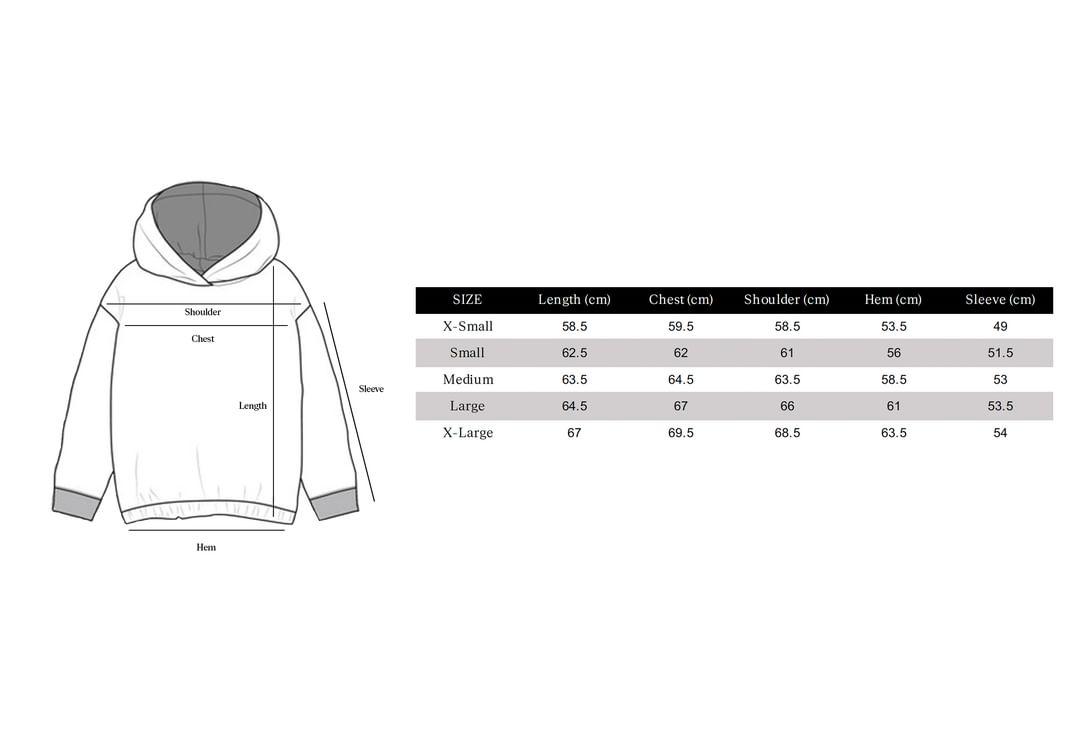 Shoulder
Chest
Length
Sleeve
Hem
SIZE Length (cm) Chest (cm) Shoulder (cm) Hem (cm) Sleeve (cm)
X-Small 58.5 59.5 58.5 53.5 49
Small 62.5 62 61 56 51.5
Medium 63.5 64.5 63.5 58.5 53
Large 64.5 67 66 61 53.5
X-Large 67 69.5 68.5 63.5 54